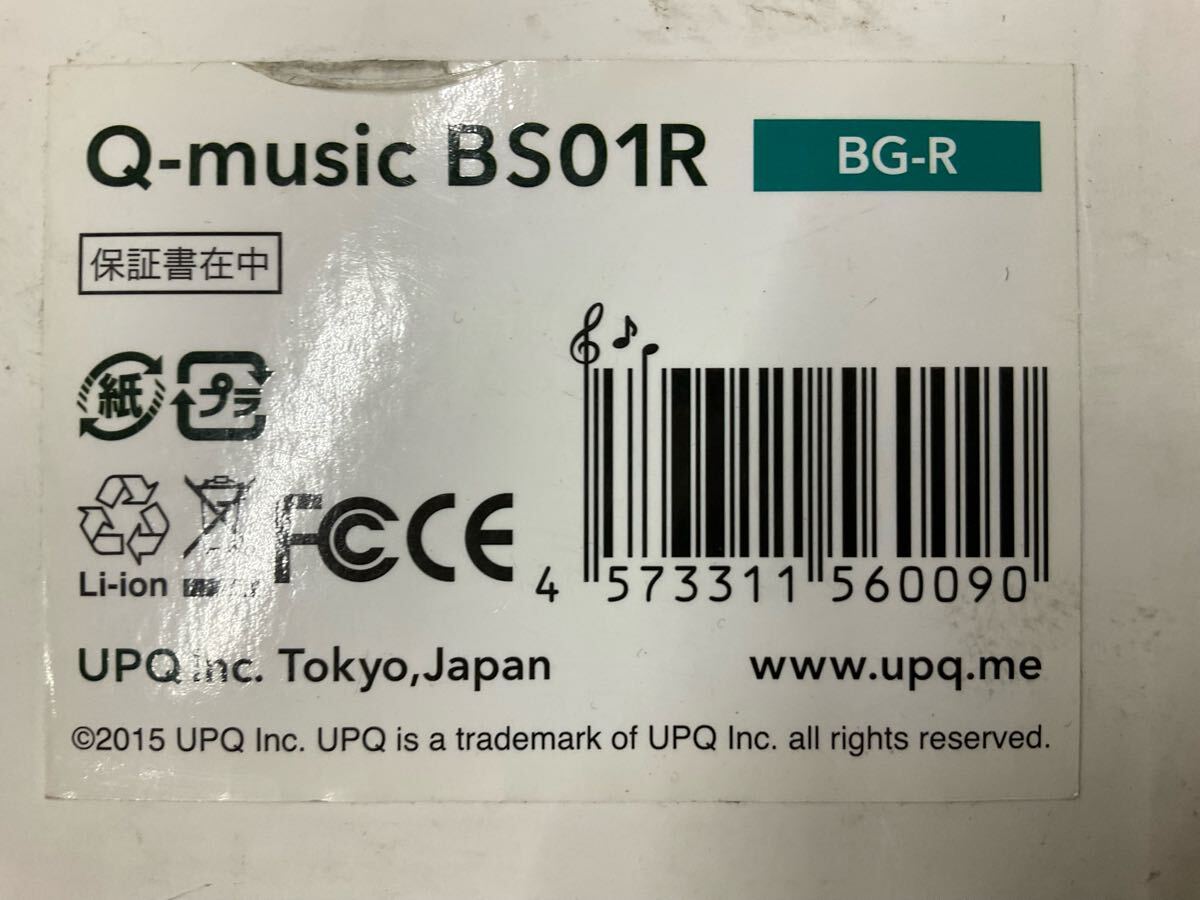 Q-music BS01R BG-R
保証書在中
紙 プラ
Li-ion
FC CE
4 573311 560090
UPQ Inc. Tokyo,Japan www.upq.me
©2015 UPQ Inc. UPQ is a trademark of UPQ Inc. all rights reserved.